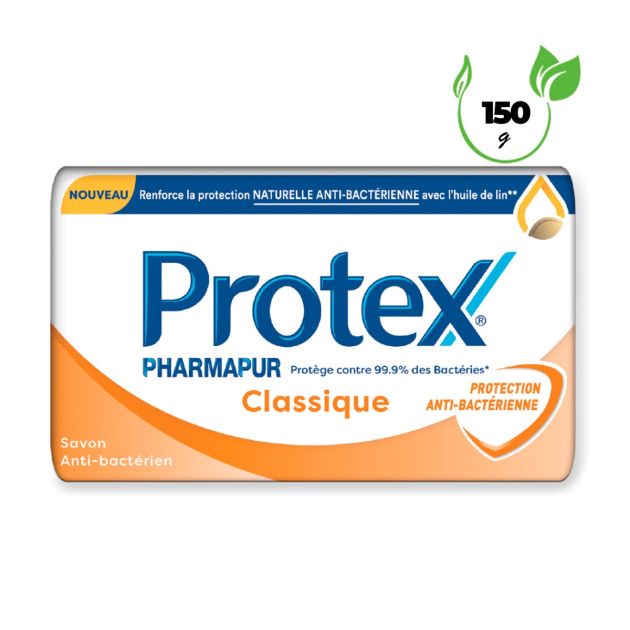 150
g
NOUVEAU Renforce la protection NATURELLE ANTI-BACTÉRIENNE avec l'huile de lin**
Protex®
PHARMAPUR Protège contre 99.9% des Bactéries*
Classique
PROTECTION
ANTI-BACTÉRIENNE
Savon
Anti-bactérien